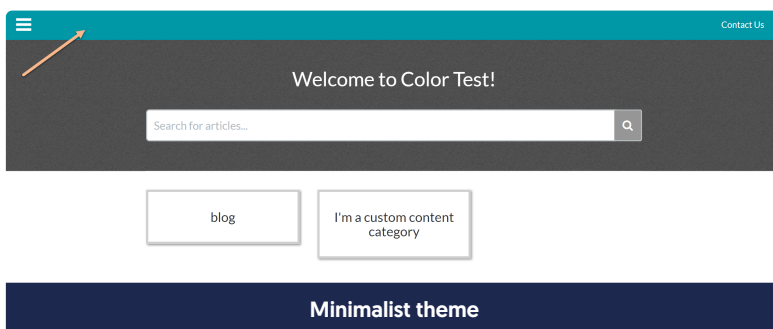 Contact Us
Welcome to Color Test!
Search for articles...
blog
I'm a custom content
category
Minimalist theme